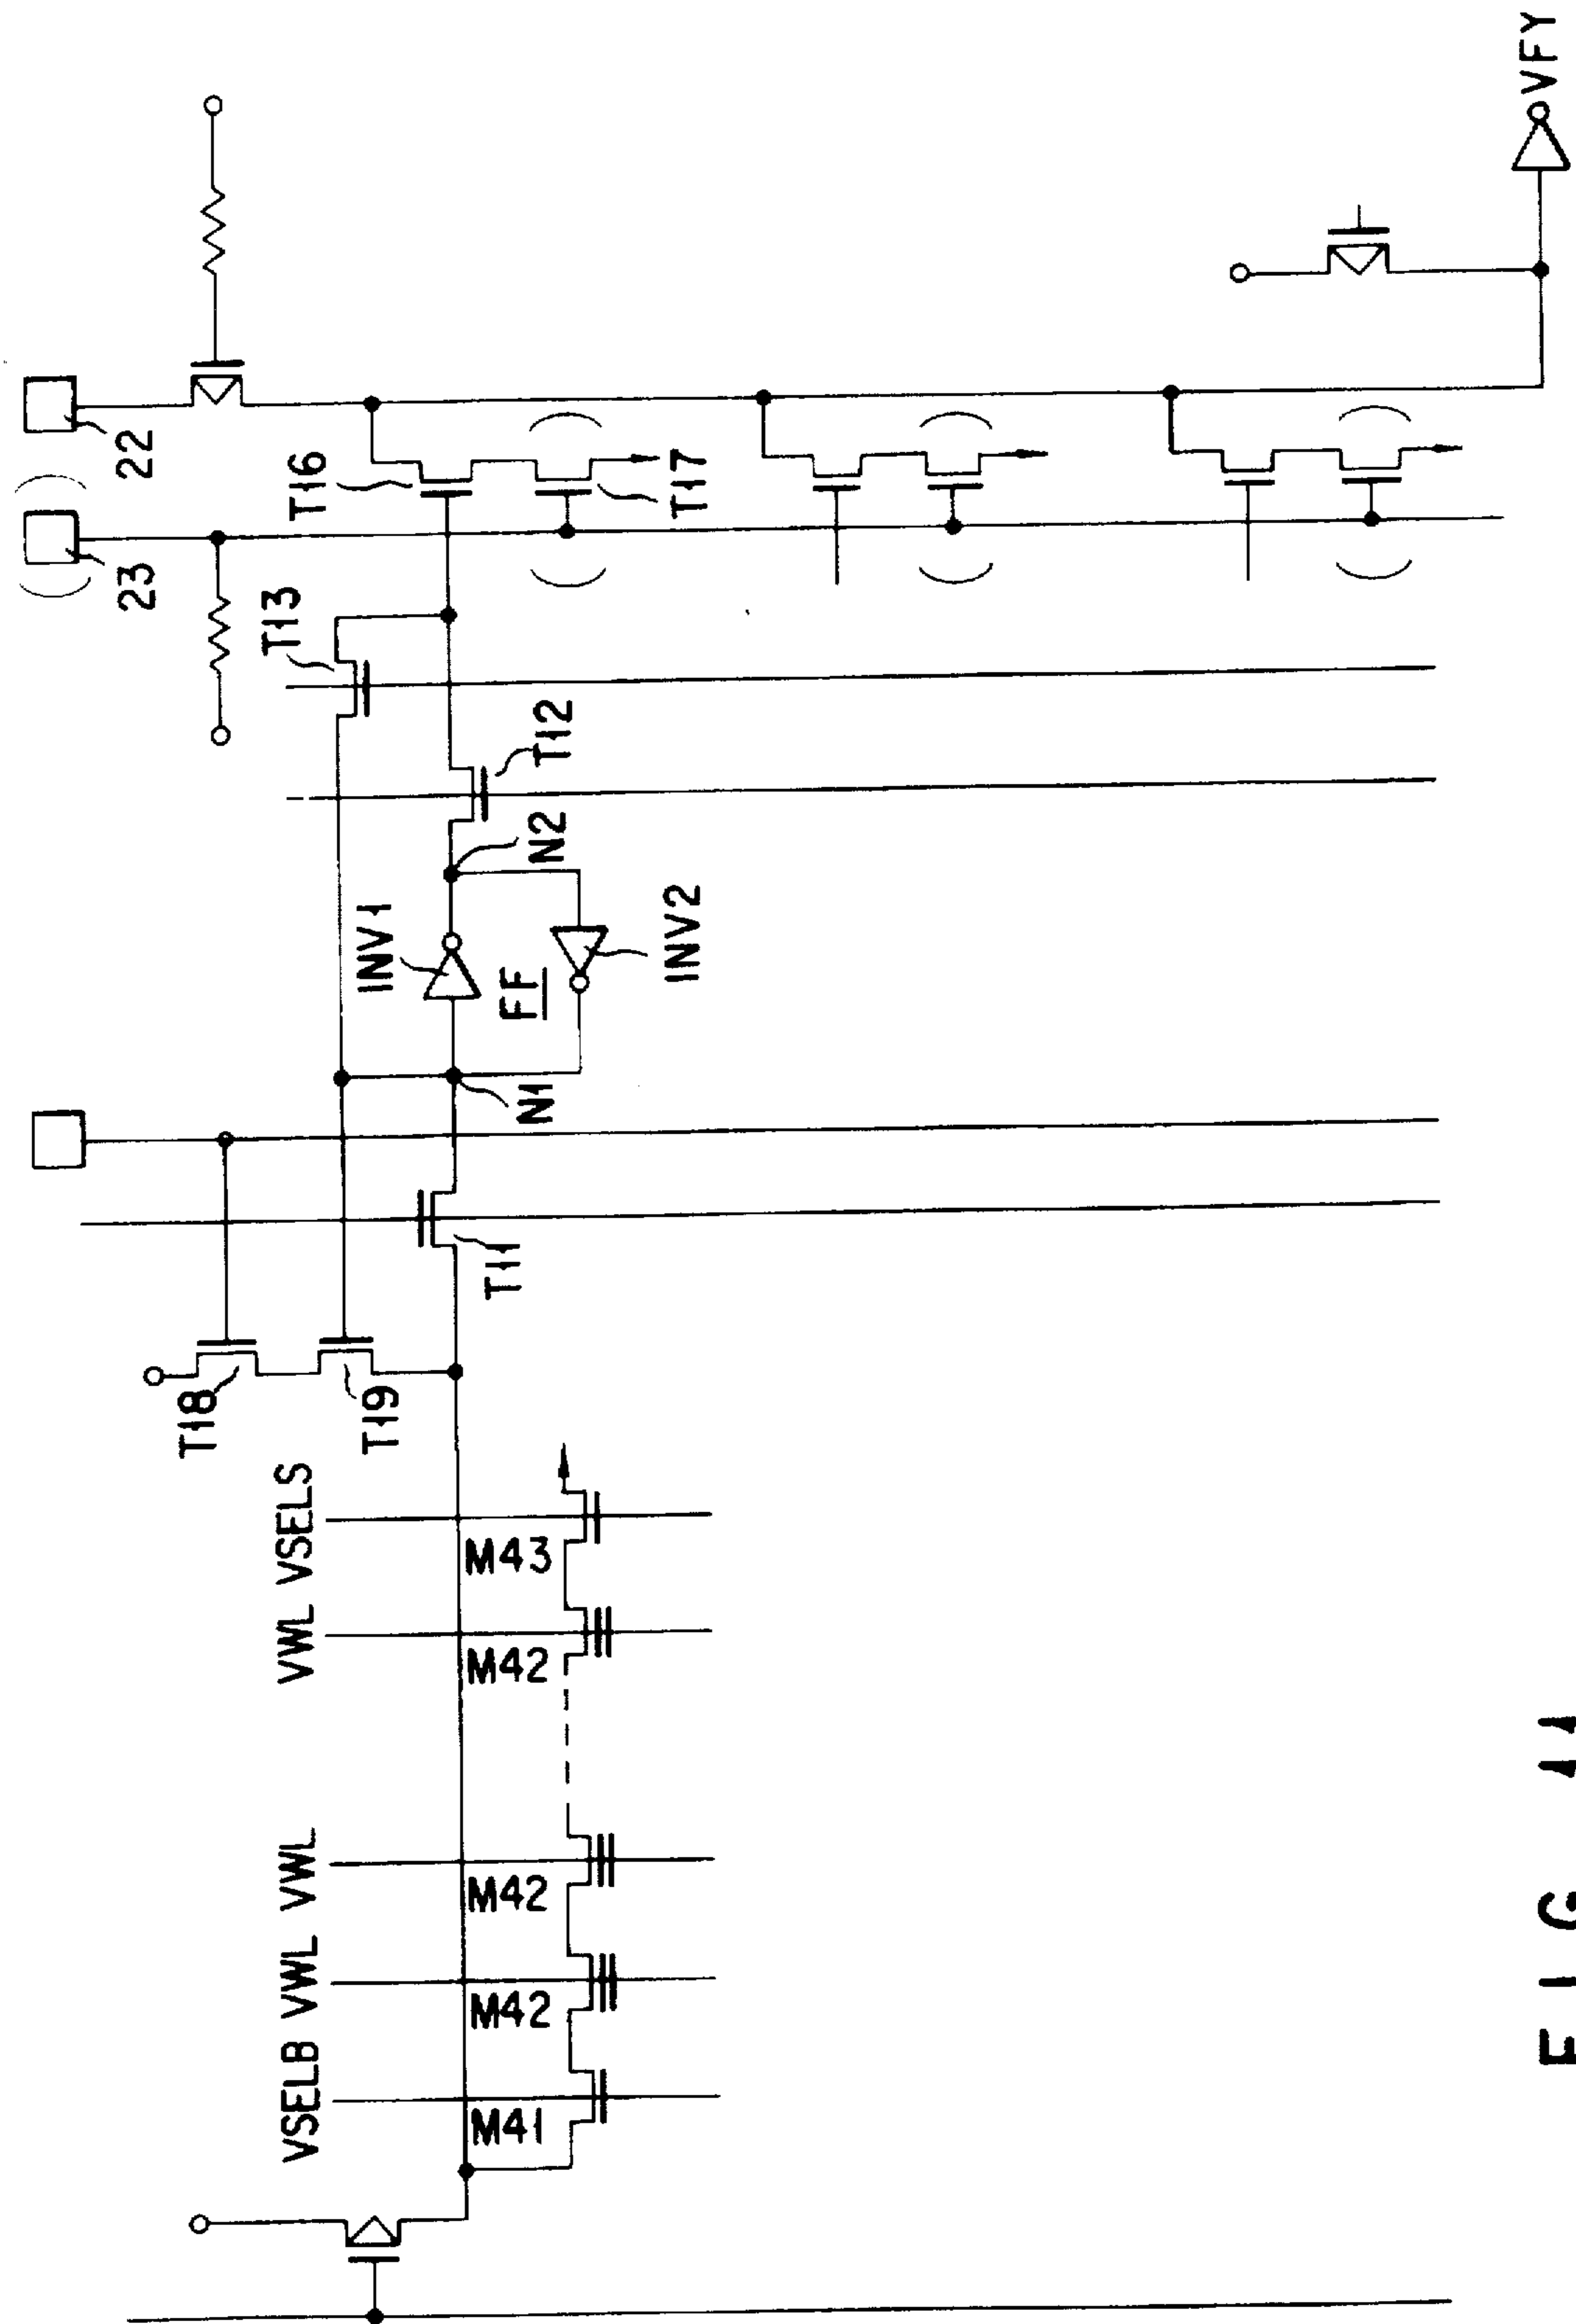 23
22
T18
T13
VSELB VWL VWL
VWL VSELS
T16
T19
INV1
M41
M42
M42
M42
M43
T11
N1
FF
N2
T12
INV2
T17
VFY
F I G